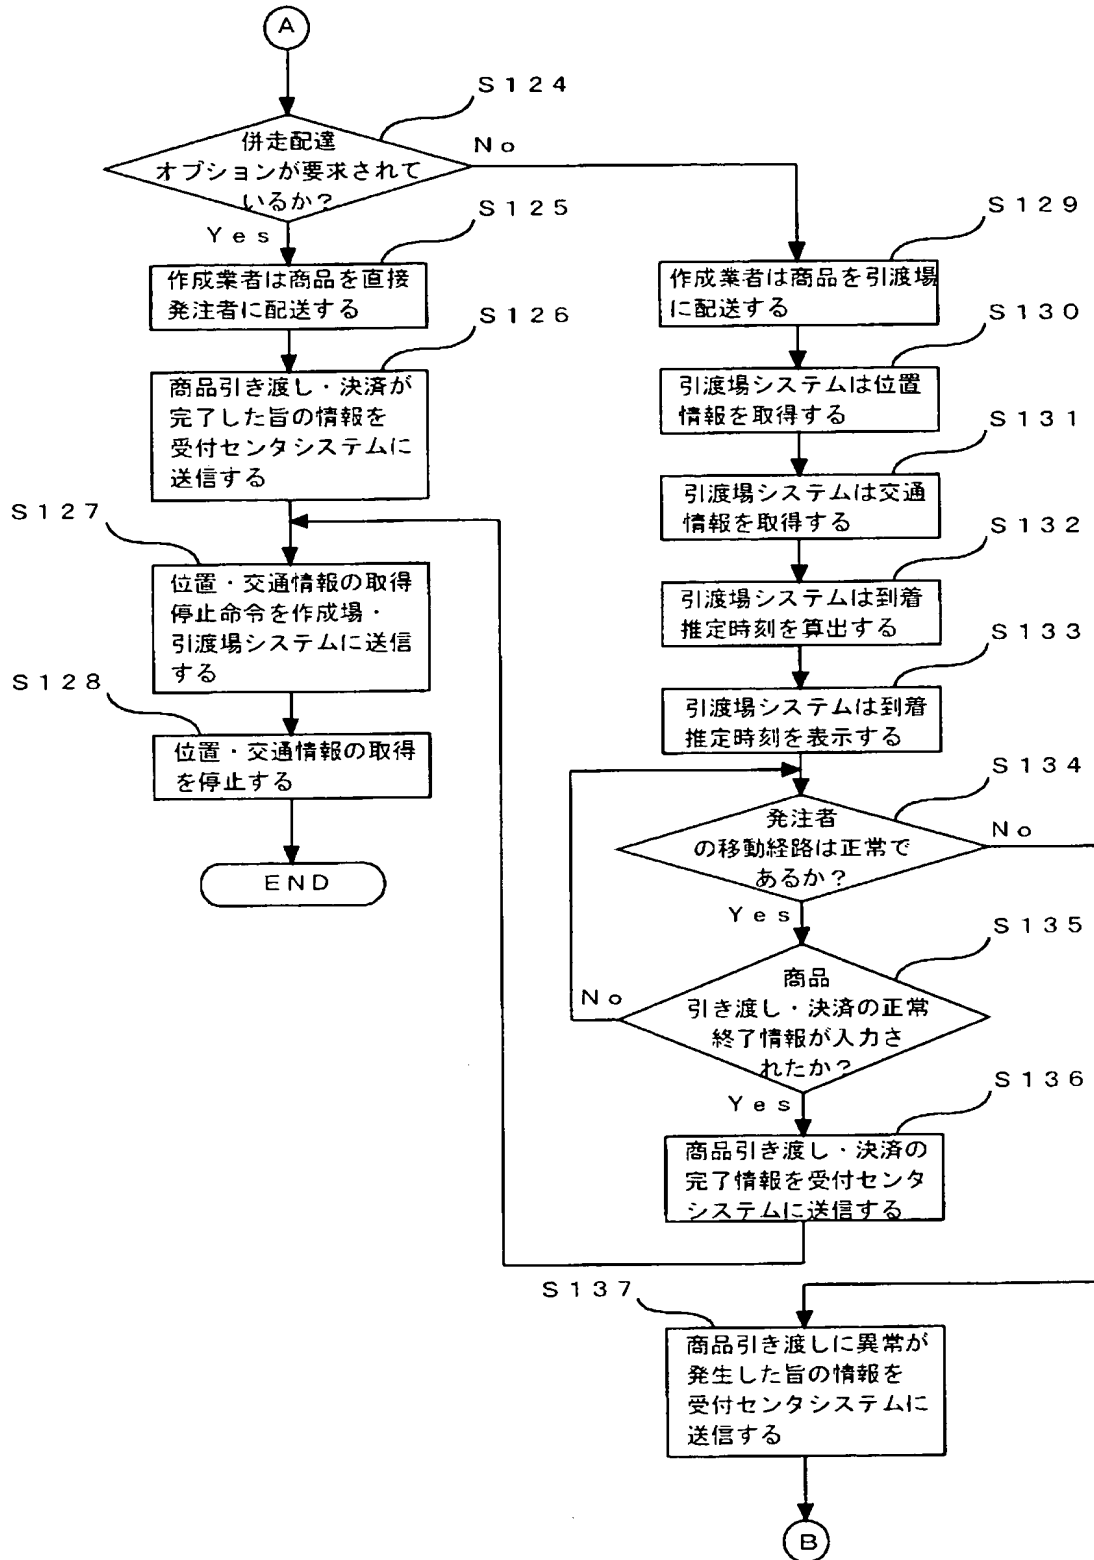 A
S124
併走配達
オプションが要求されて
いるか?
No
Yes
S125
作成業者は商品を直接
発注者に配送する
S126
商品引き渡し・決済が
完了した旨の情報を
受付センタシステムに
送信する
S127
位置・交通情報の取得
停止命令を作成場・
引渡場システムに送信
する
S128
位置・交通情報の取得
を停止する
END
S129
作成業者は商品を引渡場
に配送する
S130
引渡場システムは位置
情報を取得する
S131
引渡場システムは交通
情報を取得する
S132
引渡場システムは到着
推定時刻を算出する
S133
引渡場システムは到着
推定時刻を表示する
S134
発注者
の移動経路は正常で
あるか?
No
Yes
S135
商品
引き渡し・決済の正常
終了情報が入力さ
れたか?
No
Yes
S136
商品引き渡し・決済の
完了情報を受付センタ
システムに送信する
S137
商品引き渡しに異常が
発生した旨の情報を
受付センタシステムに
送信する
B